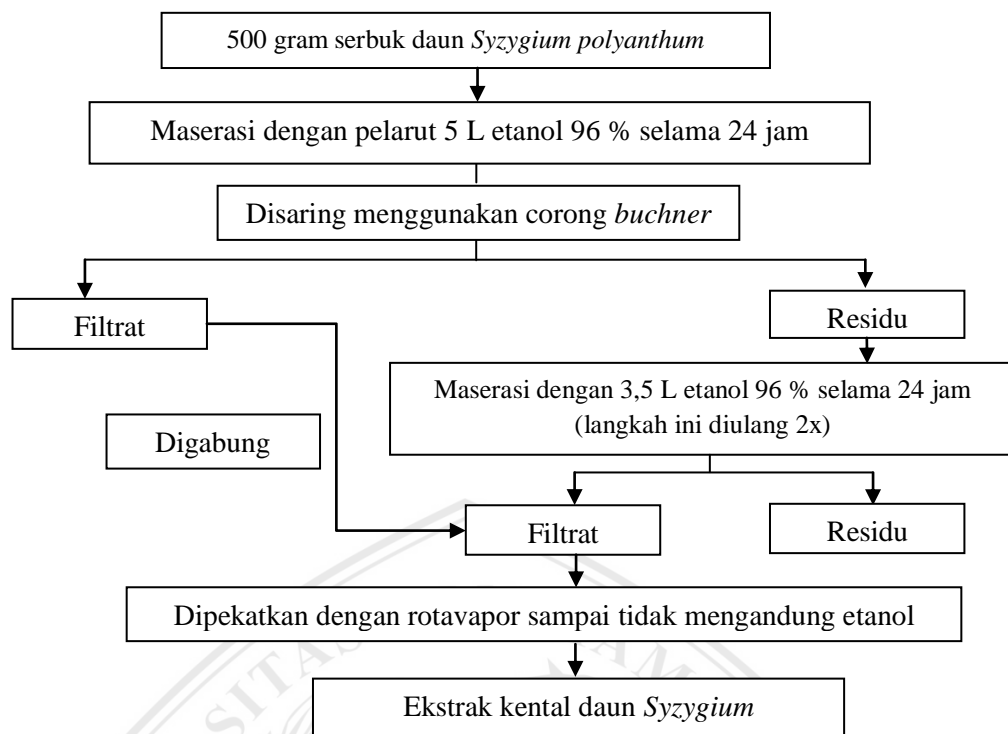 500 gram serbuk daun Syzygium polyanthum
Maserasi dengan pelarut 5 L etanol 96 % selama 24 jam
Disaring menggunakan corong buchner
Filtrat
Residu
Maserasi dengan 3,5 L etanol 96 % selama 24 jam
(langkah ini diulang 2x)
Digabung
Filtrat
Residu
Dipekatkan dengan rotavapor sampai tidak mengandung etanol
Ekstrak kental daun Syzygium